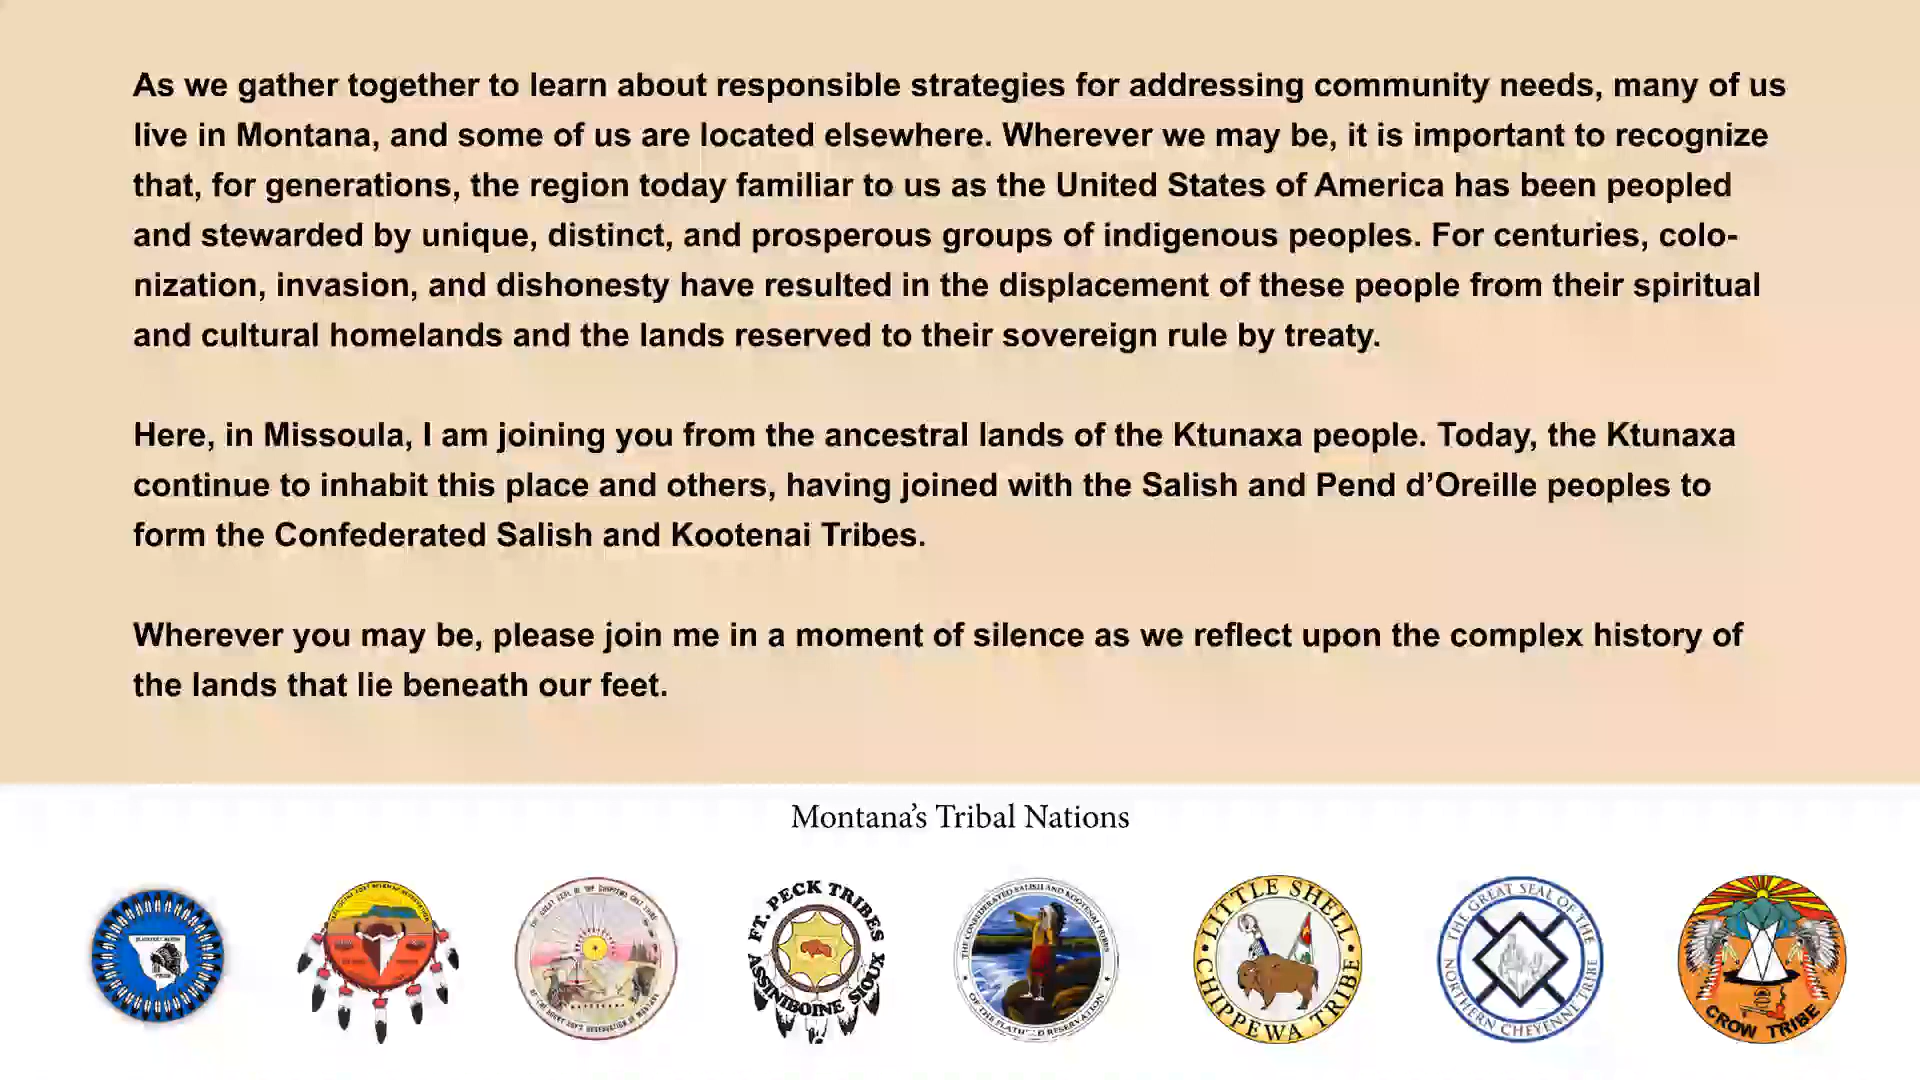 As we gather together to learn about responsible strategies for addressing community needs, many of us
live in Montana, and some of us are located elsewhere. Wherever we may be, it is important to recognize
that, for generations, the region today familiar to us as the United States of America has been peopled
and stewarded by unique, distinct, and prosperous groups of indigenous peoples. For centuries, colo-
nization, invasion, and dishonesty have resulted in the displacement of these people from their spiritual
and cultural homelands and the lands reserved to their sovereign rule by treaty.
Here, in Missoula, I am joining you from the ancestral lands of the Ktunaxa people. Today, the Ktunaxa
continue to inhabit this place and others, having joined with the Salish and Pend d’Oreille peoples to
form the Confederated Salish and Kootenai Tribes.
Wherever you may be, please join me in a moment of silence as we reflect upon the complex history of
the lands that lie beneath our feet.
Montana’s Tribal Nations
FT. PECK TRIBES
ASSINIBOINE SIOUX
THE CONFEDERATED SALISH AND KOOTENAI TRIBES
OF THE RESERVATION
LITTLE SHELL
CHIPPEWA TRIBE
THE GREAT SEAL OF THE
NORTHERN CHEYENNE TRIBE
CROW TRIBE